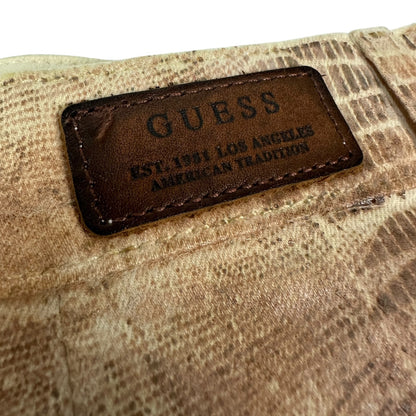 GUESS
EST. 1981 LOS ANGELES
AMERICAN TRADITION